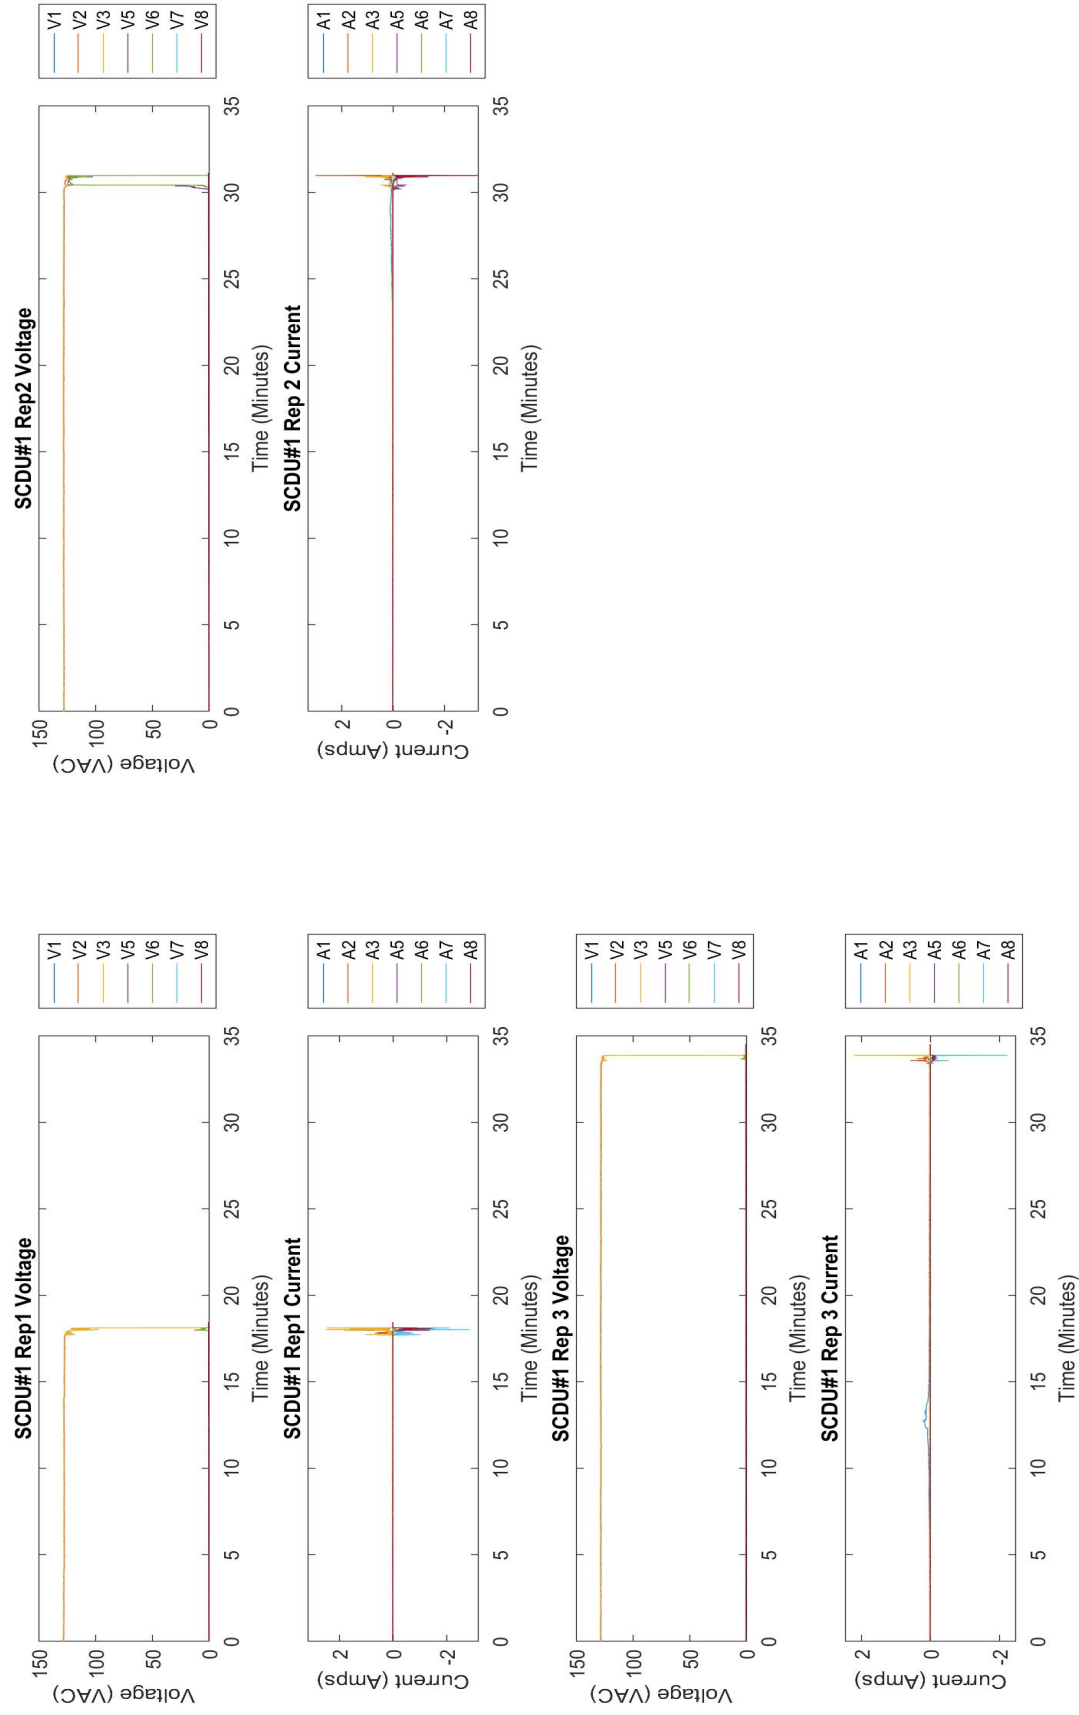 SCDU#1 Rep1 Voltage
Voltage (VAC)
150
100
50
0
0 5 10 15 20 25 30 35
Time (Minutes)
V1
V2
V3
V5
V6
V7
V8
SCDU#1 Rep1 Current
Current (Amps)
2
0
-2
0 5 10 15 20 25 30 35
Time (Minutes)
A1
A2
A3
A5
A6
A7
A8
SCDU#1 Rep2 Voltage
Voltage (VAC)
150
100
50
0
0 5 10 15 20 25 30 35
Time (Minutes)
V1
V2
V3
V5
V6
V7
V8
SCDU#1 Rep 2 Current
Current (Amps)
2
0
-2
0 5 10 15 20 25 30 35
Time (Minutes)
A1
A2
A3
A5
A6
A7
A8
SCDU#1 Rep 3 Voltage
Voltage (VAC)
150
100
50
0
0 5 10 15 20 25 30 35
Time (Minutes)
V1
V2
V3
V5
V6
V7
V8
SCDU#1 Rep 3 Current
Current (Amps)
2
0
-2
0 5 10 15 20 25 30 35
Time (Minutes)
A1
A2
A3
A5
A6
A7
A8